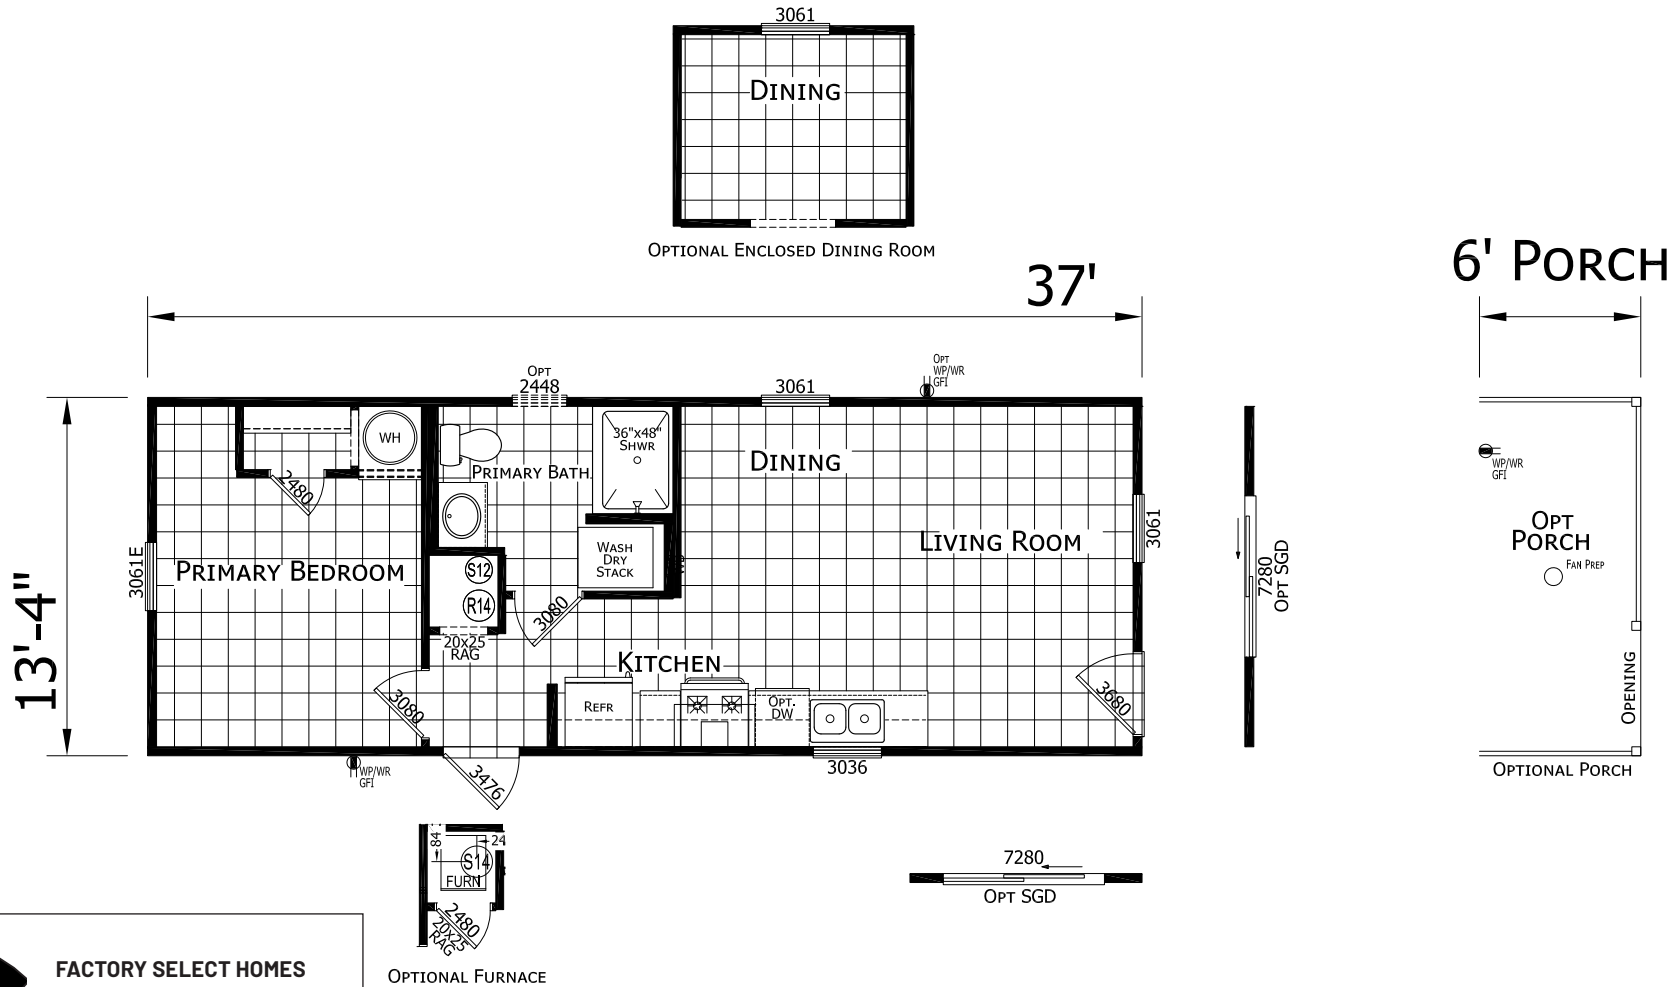 3061
DINING
OPTIONAL ENCLOSED DINING ROOM
37'
6' PORCH
OPT
2448
3061
OPT
WP/WR
GFI
WH
36"x48"
SHWR
2480
PRIMARY BATH
DINING
WP/WR
GFI
3061E
PRIMARY BEDROOM
S12
R14
WASH
DRY
STACK
3080
20x25
RAG
LIVING ROOM
3061
7280
OPT SGD
OPT
PORCH
FAN PREP
13'-4"
KITCHEN
3080
REFR
OPT.
DW
3680
OPENING
3476
WP/WR
GFI
3036
OPTIONAL PORCH
84
24
S14
FURN
2480
20x25
RAG
OPTIONAL FURNACE
7280
OPT SGD
FACTORY SELECT HOMES